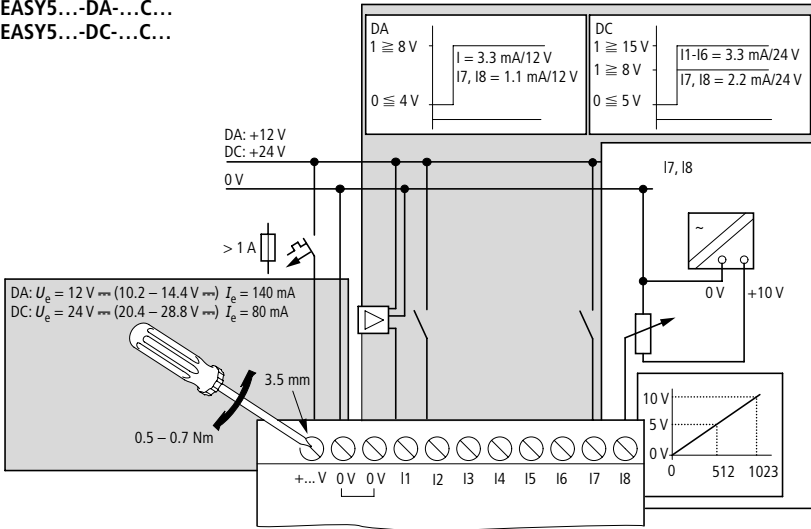 EASY5...-DA-...C...
EASY5...-DC-...C...
DA
1 ≧ 8 V
0 ≦ 4 V
I = 3.3 mA/12 V
I7, I8 = 1.1 mA/12 V
DC
1 ≧ 15 V
1 ≧ 8 V
0 ≦ 5 V
I1-I6 = 3.3 mA/24 V
I7, I8 = 2.2 mA/24 V
DA: +12 V
DC: +24 V
0 V
> 1 A
I7, I8
~
0 V
+10 V
DA: Ue = 12 V ⎓ (10.2 – 14.4 V ⎓) Ie = 140 mA
DC: Ue = 24 V ⎓ (20.4 – 28.8 V ⎓) Ie = 80 mA
3.5 mm
0.5 – 0.7 Nm
10 V
5 V
0 V
0 512 1023
+... V 0 V 0 V I1 I2 I3 I4 I5 I6 I7 I8